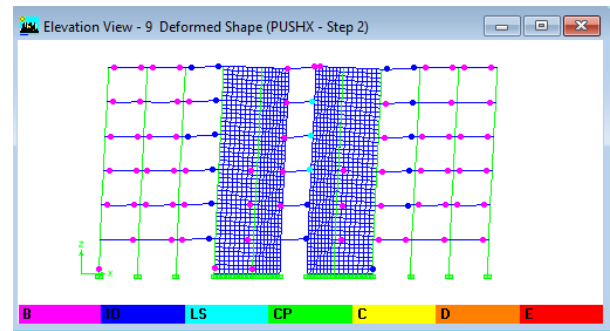 Elevation View - 9 Deformed Shape (PUSHX - Step 2)
Z
X
B IO LS CP C D E